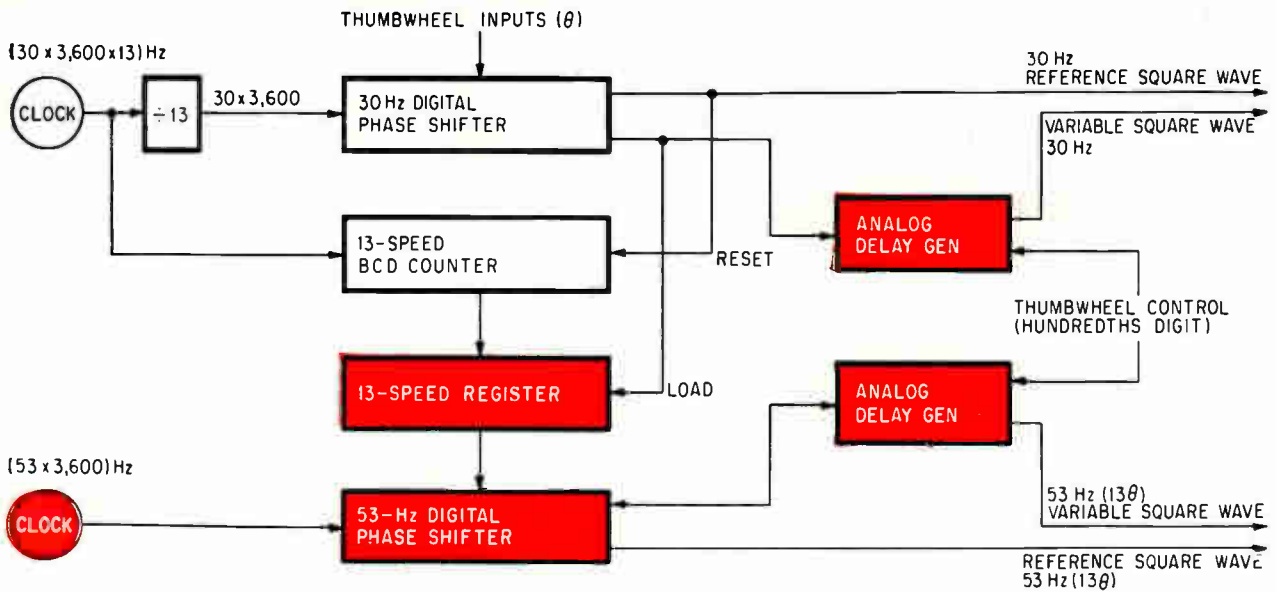 THUMBWHEEL INPUTS (θ)
(30 x 3,600 x 13) Hz
CLOCK
÷13
30 x 3,600
30 Hz DIGITAL
PHASE SHIFTER
30 Hz
REFERENCE SQUARE WAVE
VARIABLE SQUARE WAVE
30 Hz
13-SPEED
BCD COUNTER
RESET
ANALOG
DELAY GEN
THUMBWHEEL CONTROL
(HUNDREDTHS DIGIT)
13-SPEED REGISTER
LOAD
ANALOG
DELAY GEN
(53 x 3,600) Hz
CLOCK
53-Hz DIGITAL
PHASE SHIFTER
53 Hz (13θ)
VARIABLE SQUARE WAVE
REFERENCE SQUARE WAVE
53 Hz (13θ)